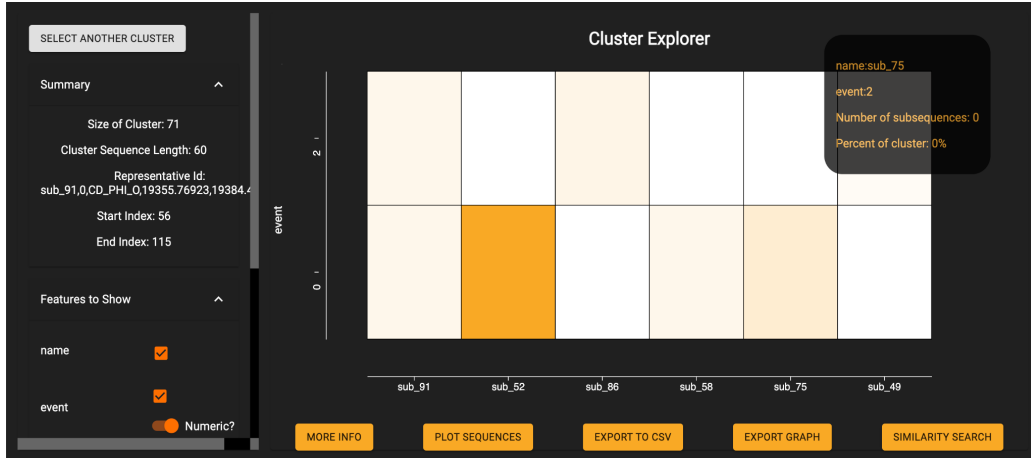 SELECT ANOTHER CLUSTER
Summary
Size of Cluster: 71
Cluster Sequence Length: 60
Representative Id:
sub_91,0,CD_PHI_O,19355.76923,19384.4
Start Index: 56
End Index: 115
Features to Show
name
event
Numeric?
Cluster Explorer
name:sub_75
event:2
Number of subsequences: 0
Percent of cluster: 0%
event
2
0
sub_91 sub_52 sub_86 sub_58 sub_75 sub_49
MORE INFO PLOT SEQUENCES EXPORT TO CSV EXPORT GRAPH SIMILARITY SEARCH